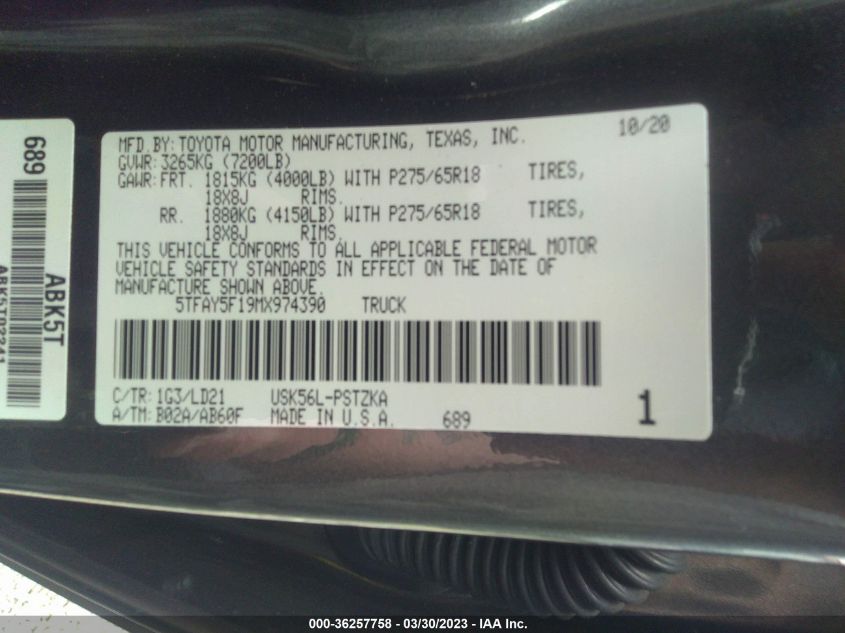 689
ABK5T
ABK5T02241
10/20
MFD.BY:TOYOTA MOTOR MANUFACTURING, TEXAS, INC.
GVWR:3265KG (7200LB)
GAWR:FRT. 1815KG (4000LB) WITH P275/65R18 TIRES,
18X8J RIMS.
RR. 1880KG (4150LB) WITH P275/65R18 TIRES,
18X8J RIMS.
THIS VEHICLE CONFORMS TO ALL APPLICABLE FEDERAL MOTOR
VEHICLE SAFETY STANDARDS IN EFFECT ON THE DATE OF
MANUFACTURE SHOWN ABOVE.
5TFAY5F19MX974390 TRUCK
C/TR:1G3/LD21 USK56L-PSTZKA
A/TM:B02A/AB60F MADE IN U.S.A. 689
1
000-36257758 - 03/30/2023 - IAA Inc.